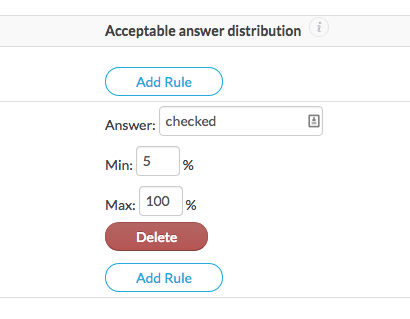 Acceptable answer distribution i
Add Rule
Answer: checked
Min: 5 %
Max: 100 %
Delete
Add Rule